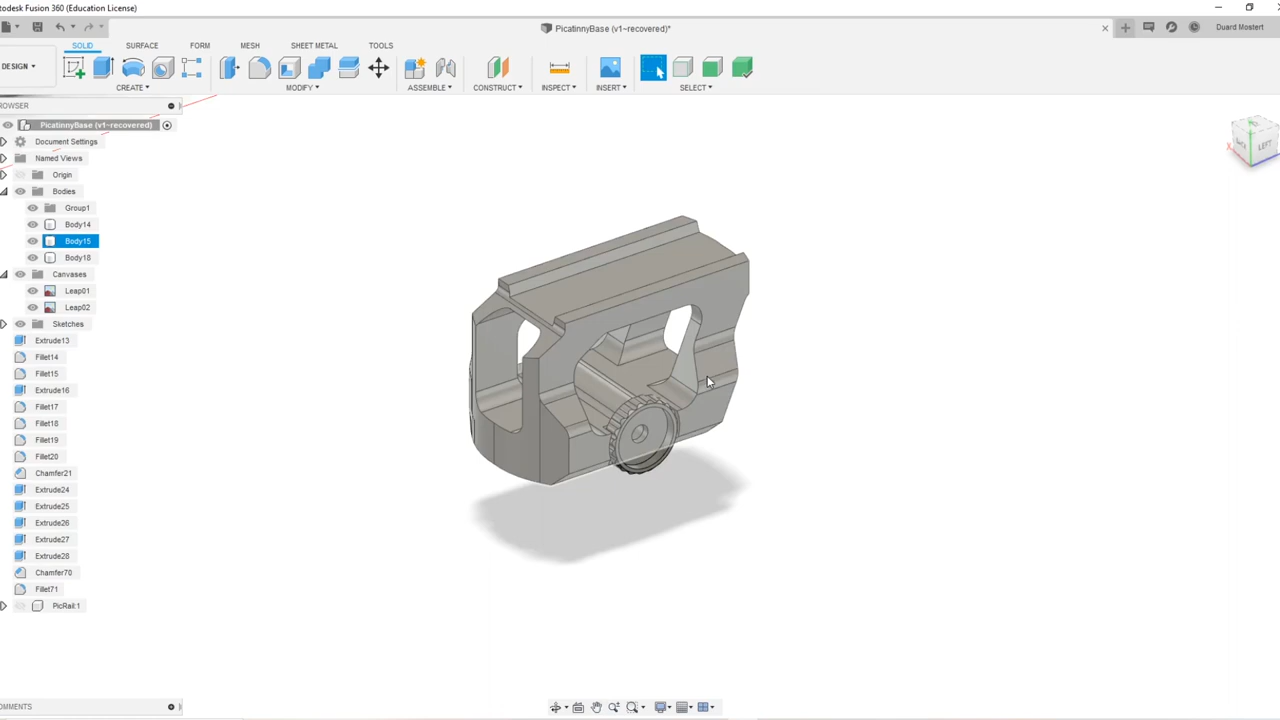 utodesk Fusion 360 (Education License)
PicatinnyBase (v1~recovered)*
Duard Mostert
SOLID SURFACE FORM MESH SHEET METAL TOOLS
DESIGN
CREATE MODIFY ASSEMBLE CONSTRUCT INSPECT INSERT SELECT
ROWSER
PicatinnyBase (v1~recovered)
Document Settings
Named Views
Origin
Bodies
Group1
Body14
Body15
Body18
Canvases
Leap01
Leap02
Sketches
Extrude13
Fillet14
Fillet15
Extrude16
Fillet17
Fillet18
Fillet19
Fillet20
Chamfer21
Extrude24
Extrude25
Extrude26
Extrude27
Extrude28
Chamfer70
Fillet71
PicRail:1
OMMENTS
LEFT
X